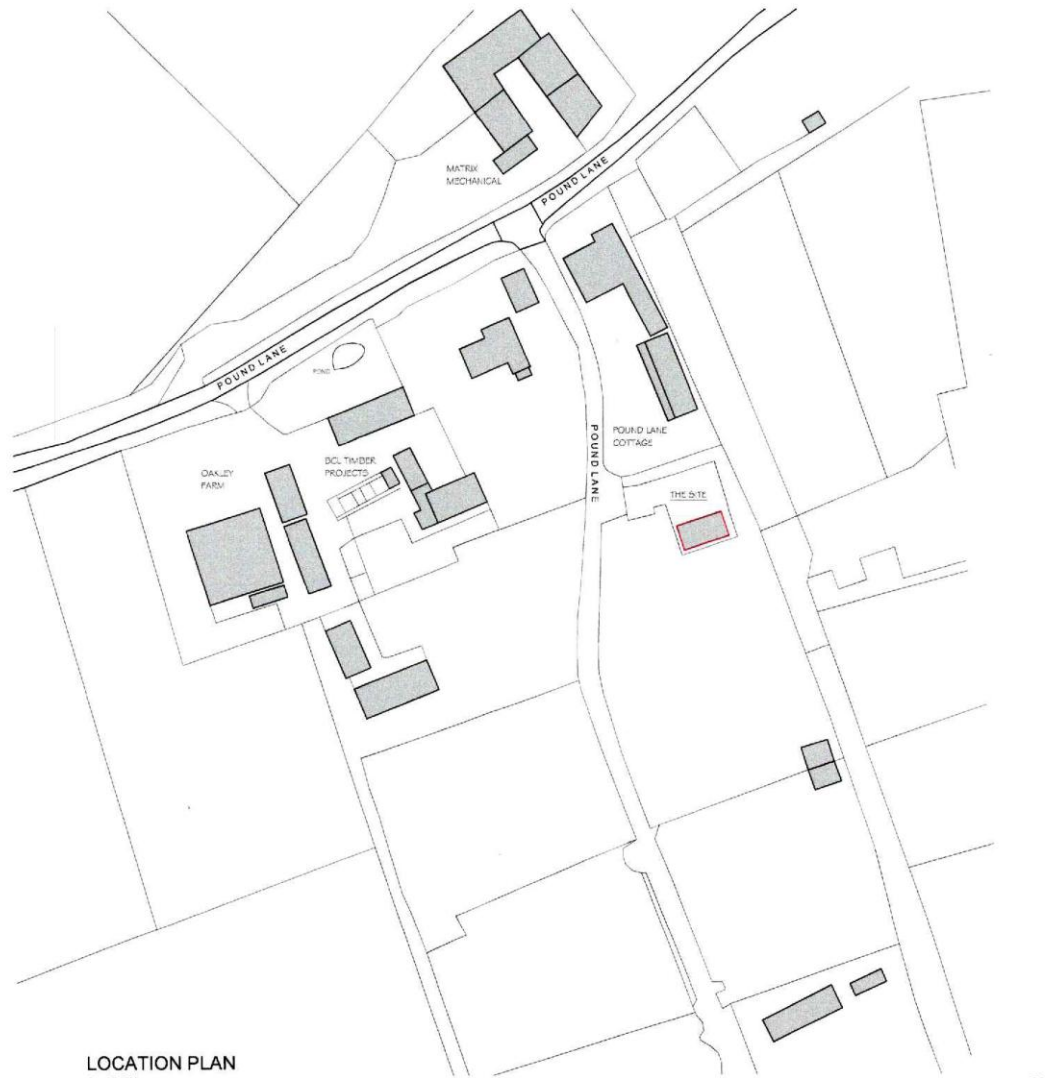 MATRIX
MECHANICAL
POUND LANE
POUND LANE
POND
POUND LANE
POUND LANE
COTTAGE
OAKLEY
FARM
BCL TIMBER
PROJECTS
THE SITE
LOCATION PLAN